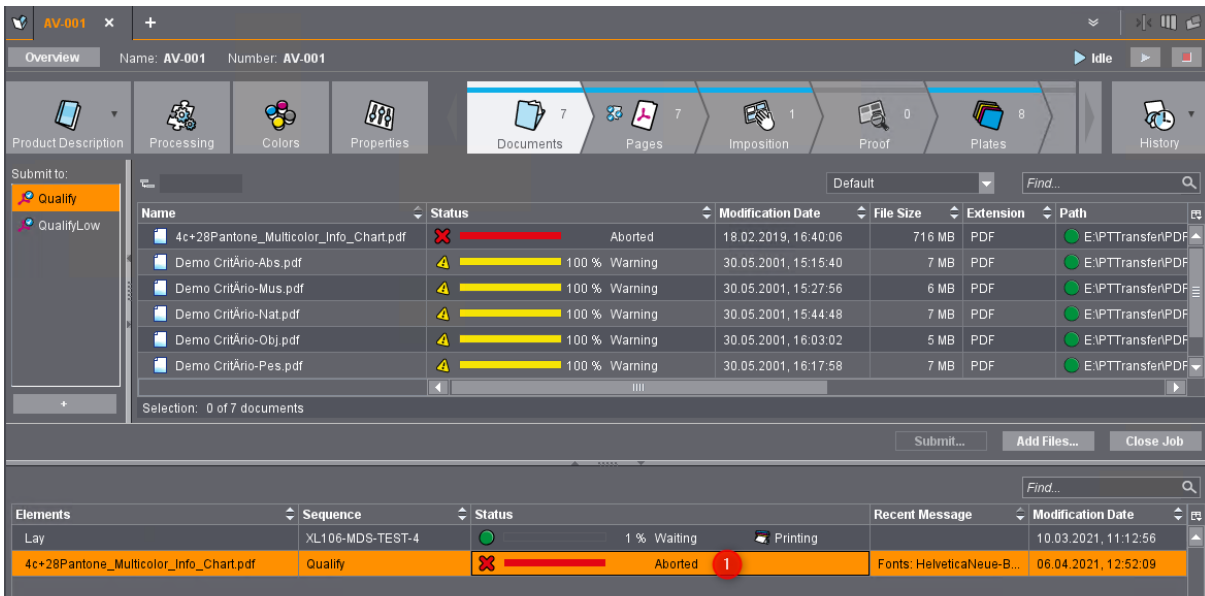 AV-001 × +
Overview Name: AV-001 Number: AV-001 Idle
Product Description Processing Colors Properties Documents 7 Pages 7 Imposition 1 Proof 0 Plates 8 History
Submit to:
Qualify
QualifyLow
+
Default Find...
Name Status Modification Date File Size Extension Path
4c+28Pantone_Multicolor_Info_Chart.pdf Aborted 18.02.2019, 16:40:06 716 MB PDF E:\PTTransfer\PDF
Demo CritÄrio-Abs.pdf 100 % Warning 30.05.2001, 15:15:40 7 MB PDF E:\PTTransfer\PDF
Demo CritÄrio-Mus.pdf 100 % Warning 30.05.2001, 15:27:56 6 MB PDF E:\PTTransfer\PDF
Demo CritÄrio-Nat.pdf 100 % Warning 30.05.2001, 15:44:48 7 MB PDF E:\PTTransfer\PDF
Demo CritÄrio-Obj.pdf 100 % Warning 30.05.2001, 16:03:02 5 MB PDF E:\PTTransfer\PDF
Demo CritÄrio-Pes.pdf 100 % Warning 30.05.2001, 16:17:58 7 MB PDF E:\PTTransfer\PDF
Selection: 0 of 7 documents
Submit... Add Files... Close Job
Find...
Elements Sequence Status Recent Message Modification Date
Lay XL106-MDS-TEST-4 1 % Waiting Printing 10.03.2021, 11:12:56
4c+28Pantone_Multicolor_Info_Chart.pdf Qualify Aborted 1 Fonts: HelveticaNeue-B... 06.04.2021, 12:52:09